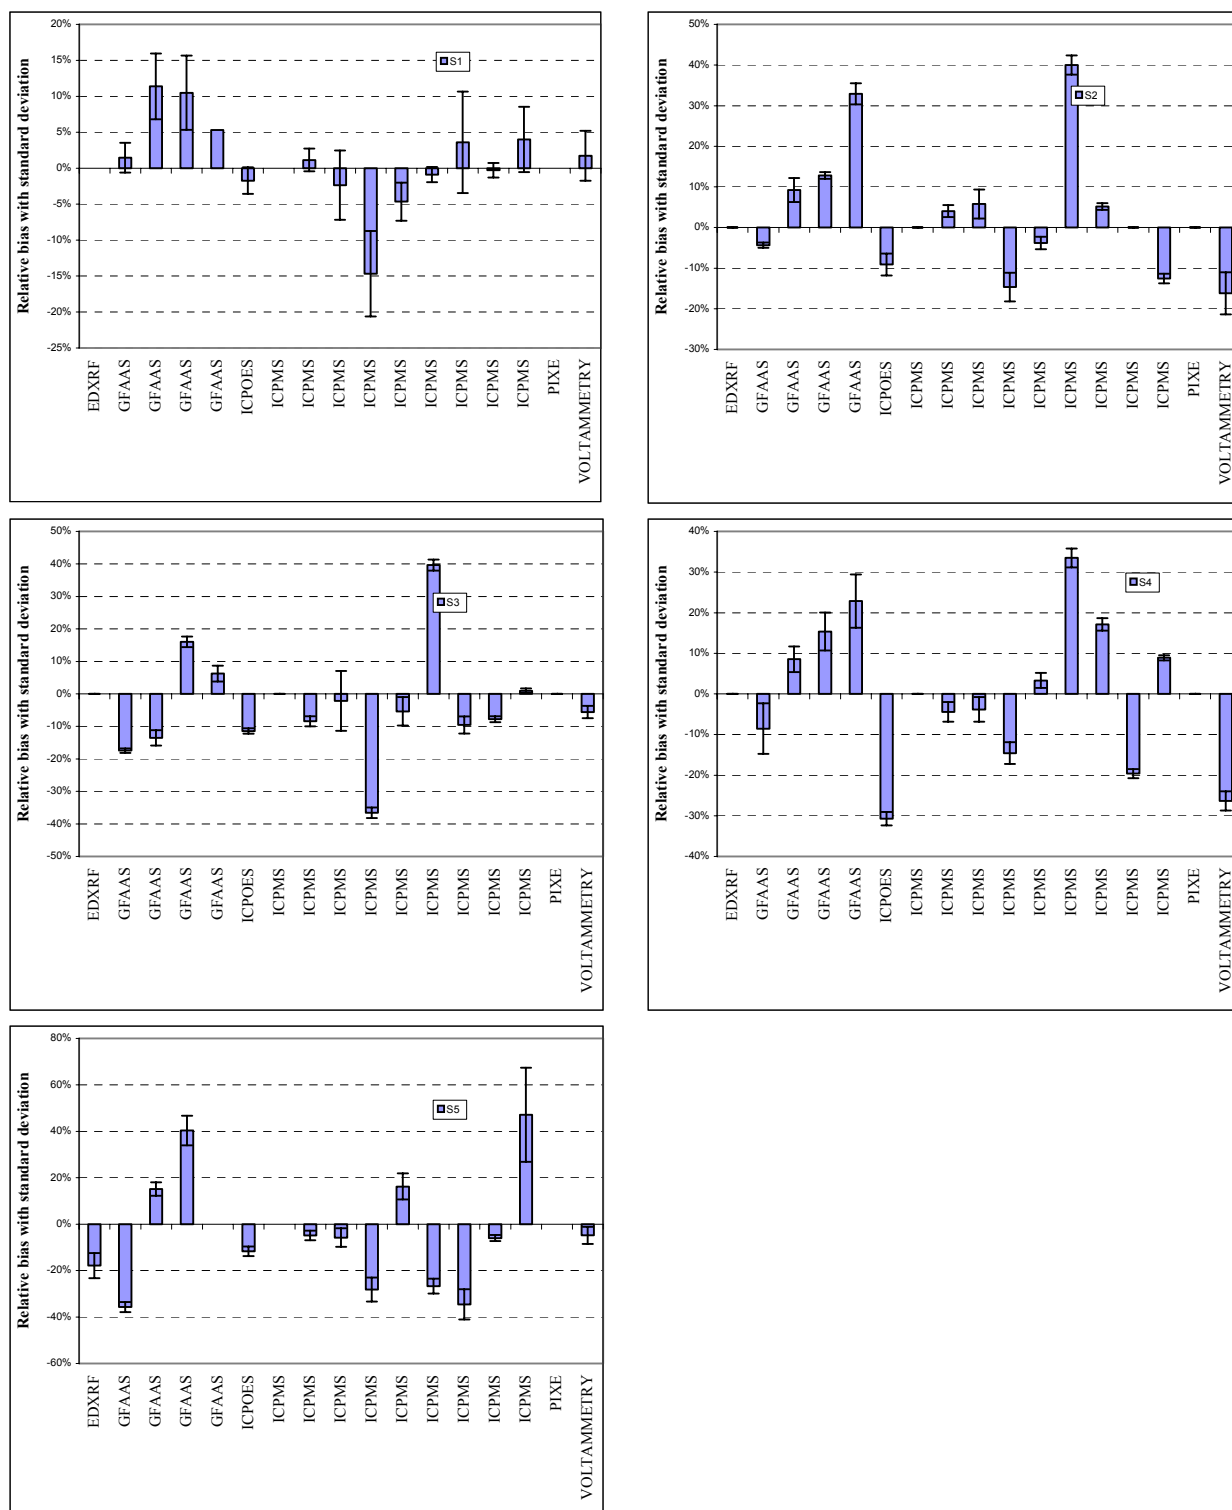 20%
15%
10%
5%
0%
-5%
-10%
-15%
-20%
-25%
Relative bias with standard deviation
S1
EDXRF
GFAAS
GFAAS
GFAAS
GFAAS
ICPOES
ICPMS
ICPMS
ICPMS
ICPMS
ICPMS
ICPMS
ICPMS
ICPMS
ICPMS
PIXE
VOLTAMMETRY
50%
40%
30%
20%
10%
0%
-10%
-20%
-30%
Relative bias with standard deviation
S2
EDXRF
GFAAS
GFAAS
GFAAS
GFAAS
ICPOES
ICPMS
ICPMS
ICPMS
ICPMS
ICPMS
ICPMS
ICPMS
ICPMS
ICPMS
PIXE
VOLTAMMETRY
50%
40%
30%
20%
10%
0%
-10%
-20%
-30%
-40%
-50%
Relative bias with standard deviation
S3
EDXRF
GFAAS
GFAAS
GFAAS
GFAAS
ICPOES
ICPMS
ICPMS
ICPMS
ICPMS
ICPMS
ICPMS
ICPMS
ICPMS
ICPMS
PIXE
VOLTAMMETRY
40%
30%
20%
10%
0%
-10%
-20%
-30%
-40%
Relative bias with standard deviation
S4
EDXRF
GFAAS
GFAAS
GFAAS
GFAAS
ICPOES
ICPMS
ICPMS
ICPMS
ICPMS
ICPMS
ICPMS
ICPMS
ICPMS
ICPMS
PIXE
VOLTAMMETRY
80%
60%
40%
20%
0%
-20%
-40%
-60%
Relative bias with standard deviation
S5
EDXRF
GFAAS
GFAAS
GFAAS
GFAAS
ICPOES
ICPMS
ICPMS
ICPMS
ICPMS
ICPMS
ICPMS
ICPMS
ICPMS
ICPMS
PIXE
VOLTAMMETRY